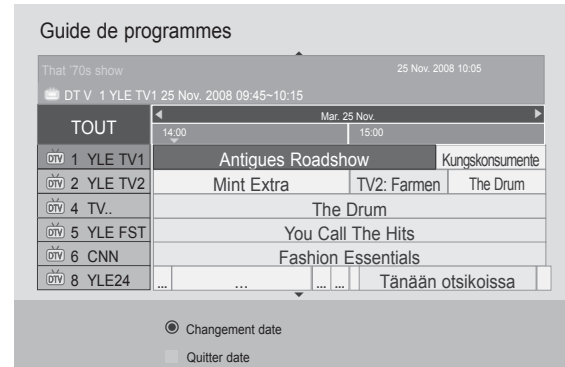 Guide de programmes
That '70s show 25 Nov. 2008 10:05
DT V 1 YLE TV1 25 Nov. 2008 09:45~10:15
TOUT
Mar. 25 Nov.
14:00 15:00
DTV 1 YLE TV1 Antigues Roadshow Kungskonsumente
DTV 2 YLE TV2 Mint Extra TV2: Farmen The Drum
DTV 4 TV.. The Drum
DTV 5 YLE FST You Call The Hits
DTV 6 CNN Fashion Essentials
DTV 8 YLE24 ... ... ... ... Tänään otsikoissa
Changement date
Quitter date